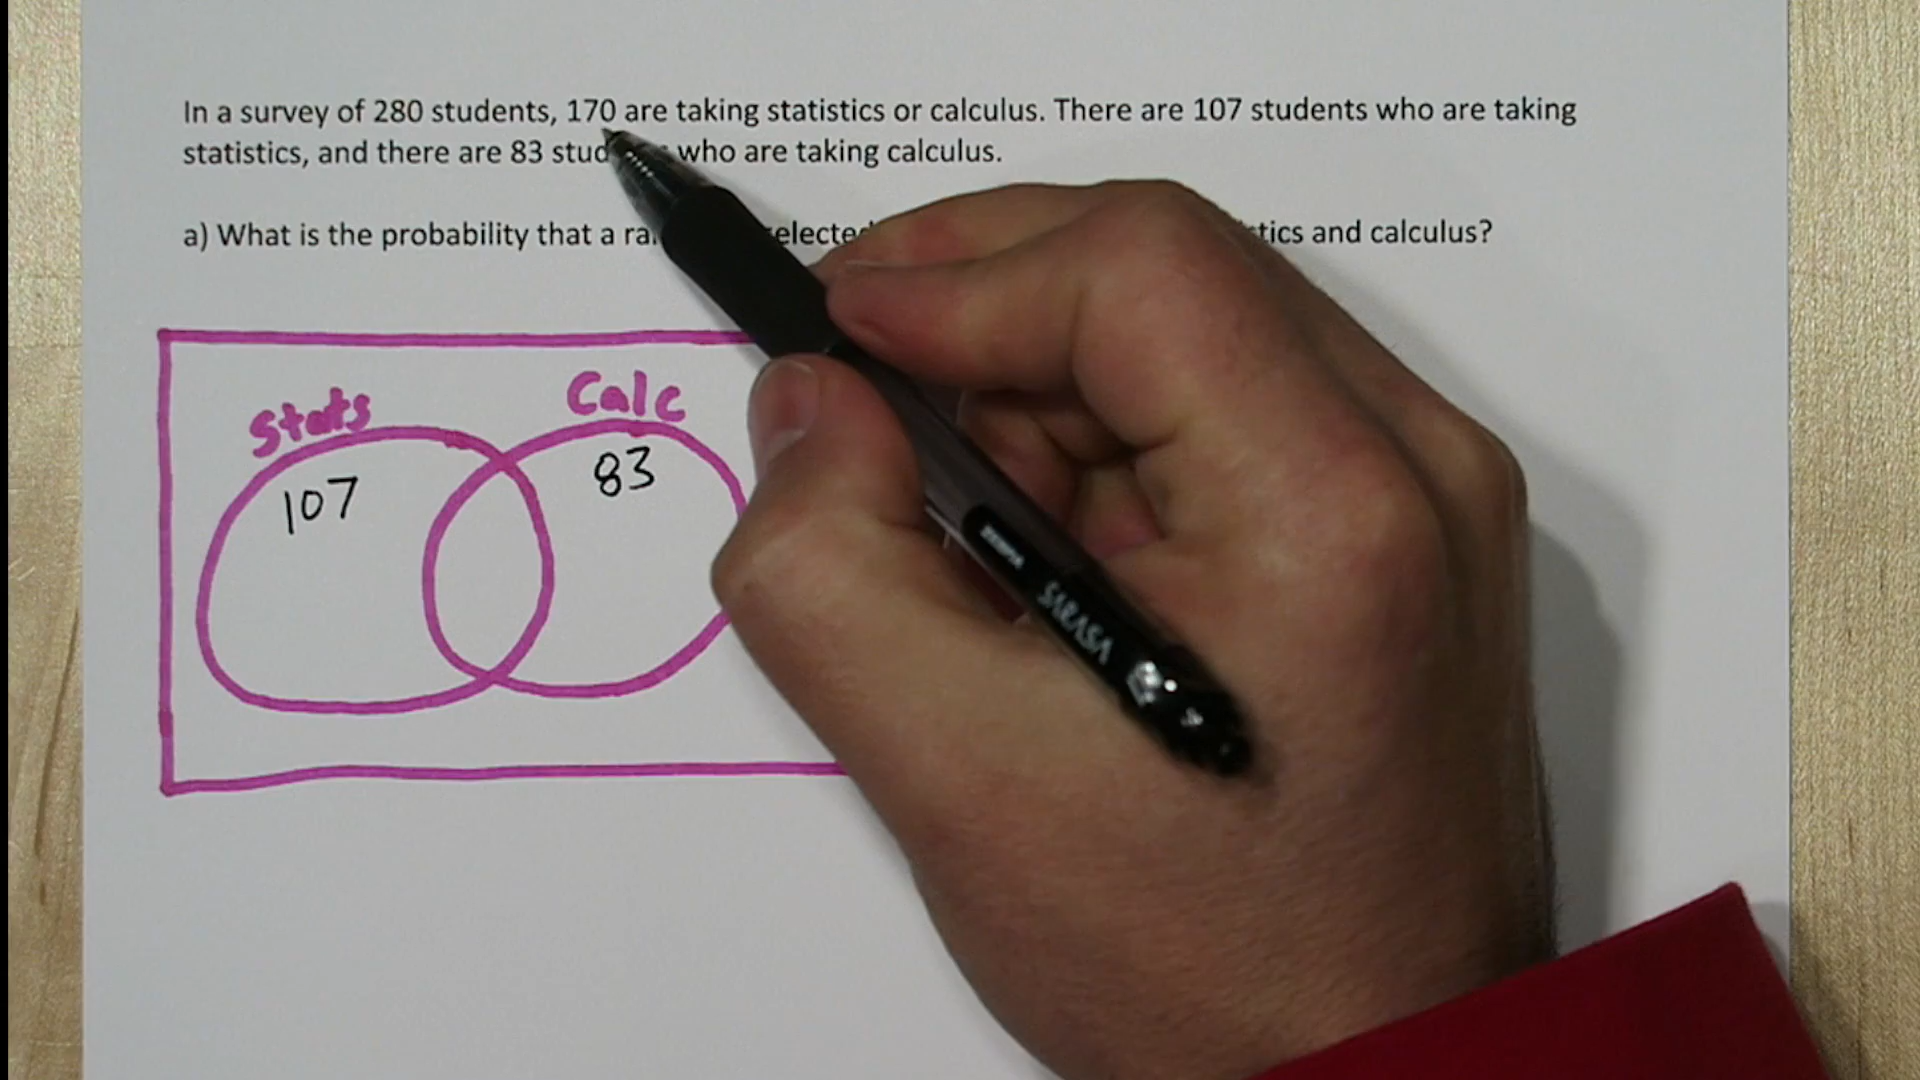 In a survey of 280 students, 170 are taking statistics or calculus. There are 107 students who are taking
statistics, and there are 83 stud who are taking calculus.
a) What is the probability that a ra elected tics and calculus?
Stats Calc
107 83
ZEBRA SARASA